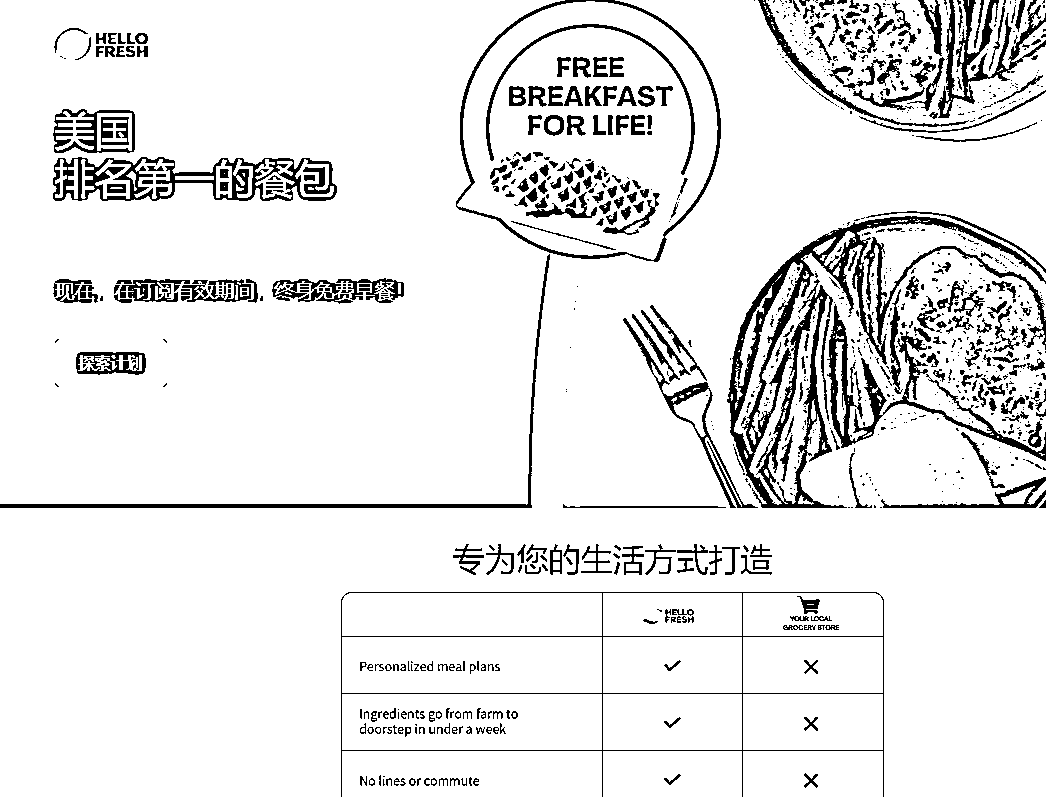 HELLO
FRESH
美国
排名第一的餐包
现在，在订阅有效期间，终身免费早餐！
探索计划
FREE
BREAKFAST
FOR LIFE!
专为您的生活方式打造
HELLO
FRESH
YOUR LOCAL
GROCERY STORE
Personalized meal plans
Ingredients go from farm to
doorstep in under a week
No lines or commute